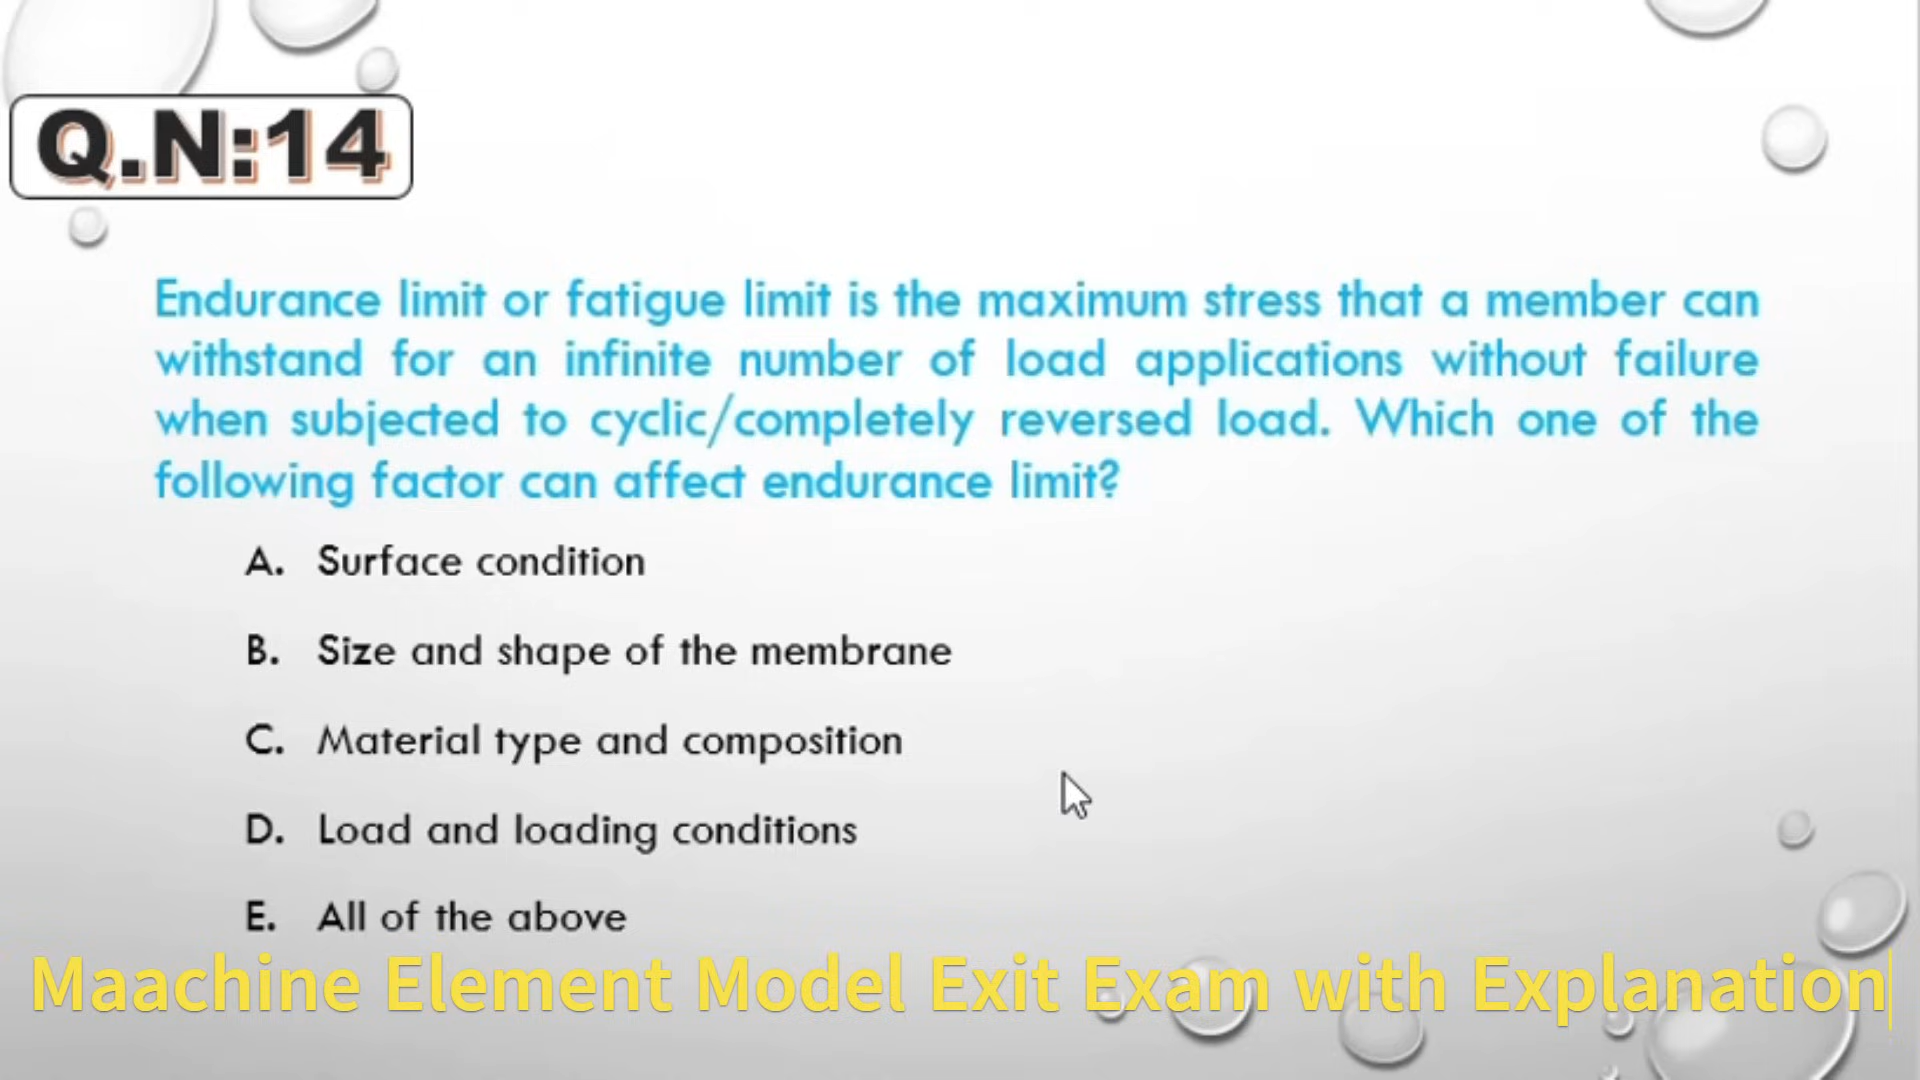 Q.N:14
Endurance limit or fatigue limit is the maximum stress that a member can
withstand for an infinite number of load applications without failure
when subjected to cyclic/completely reversed load. Which one of the
following factor can affect endurance limit?
A. Surface condition
B. Size and shape of the membrane
C. Material type and composition
D. Load and loading conditions
E. All of the above
Maachine Element Model Exit Exam with Explanation